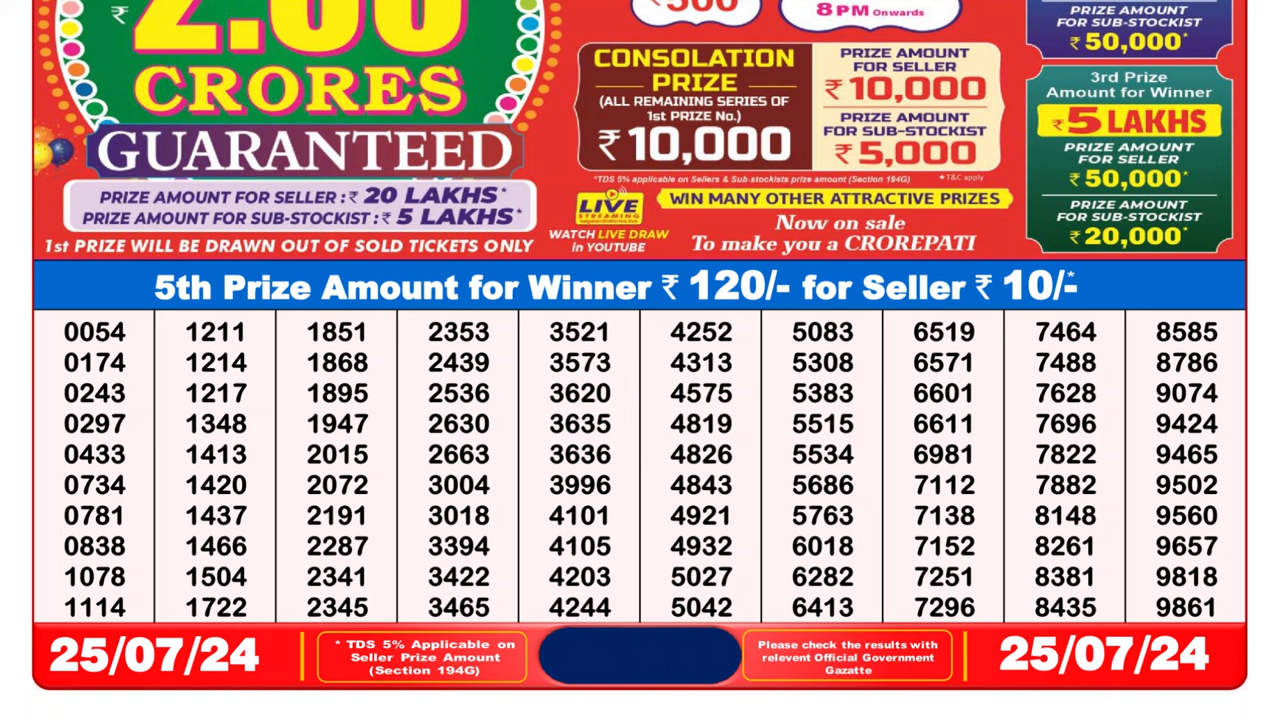 ₹ 2.00
CRORES
GUARANTEED
PRIZE AMOUNT FOR SELLER :₹ 20 LAKHS*
PRIZE AMOUNT FOR SUB-STOCKIST :₹ 5 LAKHS*
1st PRIZE WILL BE DRAWN OUT OF SOLD TICKETS ONLY
₹500
8PM Onwards
CONSOLATION
PRIZE
(ALL REMAINING SERIES OF
1st PRIZE No.)
₹10,000
PRIZE AMOUNT
FOR SELLER
₹10,000
PRIZE AMOUNT
FOR SUB-STOCKIST
₹5,000
*TDS 5% applicable on Sellers & Sub-stockists prize amount (Section 194G)
★T&C apply
LIVE
STREAMING
WATCH LIVE DRAW
in YOUTUBE
WIN MANY OTHER ATTRACTIVE PRIZES
Now on sale
To make you a CROREPATI
PRIZE AMOUNT
FOR SUB-STOCKIST
₹50,000*
3rd Prize
Amount for Winner
₹5 LAKHS
PRIZE AMOUNT
FOR SELLER
₹50,000*
PRIZE AMOUNT
FOR SUB-STOCKIST
₹20,000*
5th Prize Amount for Winner ₹ 120/- for Seller ₹ 10/-*
0054 1211 1851 2353 3521 4252 5083 6519 7464 8585
0174 1214 1868 2439 3573 4313 5308 6571 7488 8786
0243 1217 1895 2536 3620 4575 5383 6601 7628 9074
0297 1348 1947 2630 3635 4819 5515 6611 7696 9424
0433 1413 2015 2663 3636 4826 5534 6981 7822 9465
0734 1420 2072 3004 3996 4843 5686 7112 7882 9502
0781 1437 2191 3018 4101 4921 5763 7138 8148 9560
0838 1466 2287 3394 4105 4932 6018 7152 8261 9657
1078 1504 2341 3422 4203 5027 6282 7251 8381 9818
1114 1722 2345 3465 4244 5042 6413 7296 8435 9861
25/07/24
* TDS 5% Applicable on
Seller Prize Amount
(Section 194G)
Please check the results with
relevent Official Government
Gazatte
25/07/24